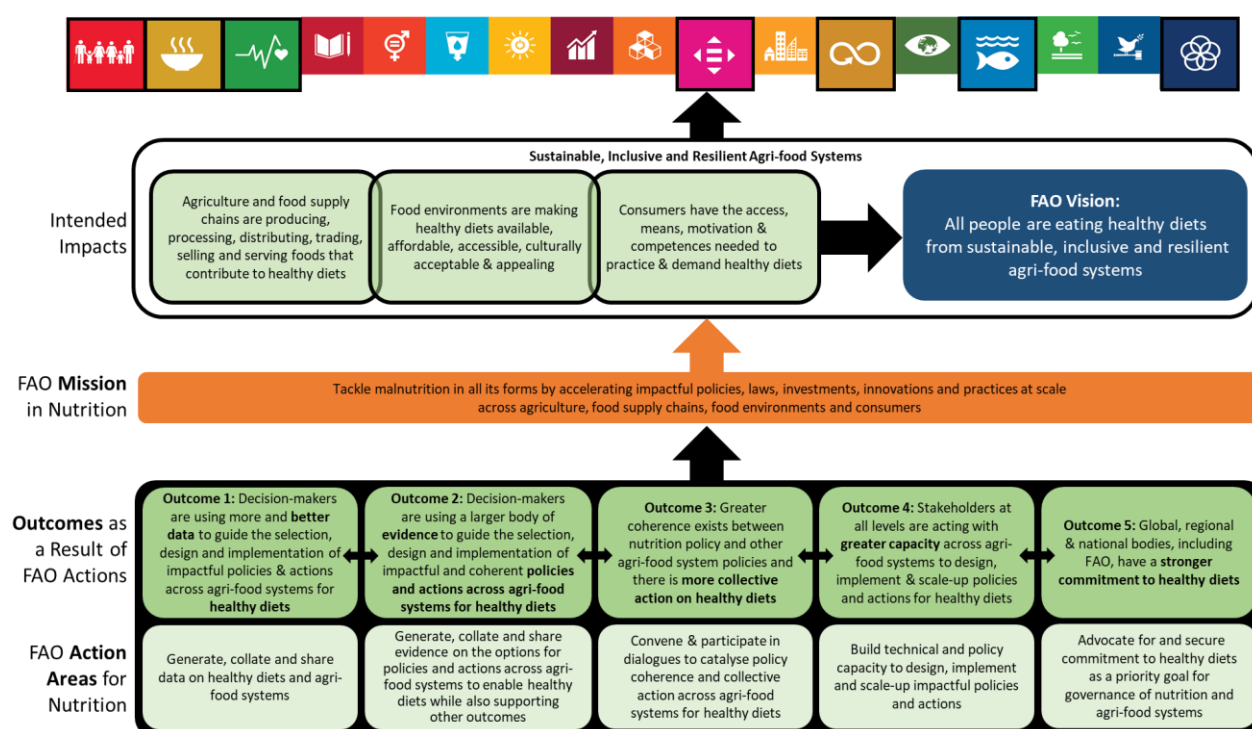 Sustainable, Inclusive and Resilient Agri-food Systems
Intended
Impacts
Agriculture and food supply
chains are producing,
processing, distributing, trading,
selling and serving foods that
contribute to healthy diets
Food environments are making
healthy diets available,
affordable, accessible, culturally
acceptable & appealing
Consumers have the access,
means, motivation &
competences needed to
practice & demand healthy diets
FAO Vision:
All people are eating healthy diets
from sustainable, inclusive and resilient
agri-food systems
FAO Mission
in Nutrition
Tackle malnutrition in all its forms by accelerating impactful policies, laws, investments, innovations and practices at scale
across agriculture, food supply chains, food environments and consumers
Outcomes as
a Result of
FAO Actions
Outcome 1: Decision-makers
are using more and better
data to guide the selection,
design and implementation of
impactful policies & actions
across agri-food systems for
healthy diets
Outcome 2: Decision-makers
are using a larger body of
evidence to guide the selection,
design and implementation of
impactful and coherent policies
and actions across agri-food
systems for healthy diets
Outcome 3: Greater
coherence exists between
nutrition policy and other
agri-food system policies and
there is more collective
action on healthy diets
Outcome 4: Stakeholders
at all levels are acting with
greater capacity across agri-
food systems to design,
implement & scale-up policies
and actions for healthy diets
Outcome 5: Global, regional
& national bodies, including
FAO, have a stronger
commitment to healthy diets
FAO Action
Areas for
Nutrition
Generate, collate and share
data on healthy diets and agri-
food systems
Generate, collate and share
evidence on the options for
policies and actions across agri-
food systems to enable healthy
diets while also supporting
other outcomes
Convene & participate in
dialogues to catalyse policy
coherence and collective
action across agri-food
systems for healthy diets
Build technical and policy
capacity to design, implement
and scale-up impactful policies
and actions
Advocate for and secure
commitment to healthy diets
as a priority goal for
governance of nutrition and
agri-food systems